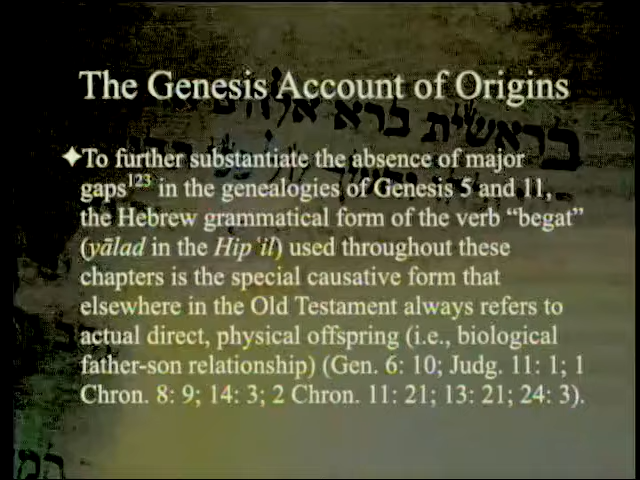 The Genesis Account of Origins
בראשית ברא אלהים
✦To further substantiate the absence of major
gaps¹²³ in the genealogies of Genesis 5 and 11,
the Hebrew grammatical form of the verb “begat”
(yālad in the Hipʿil) used throughout these
chapters is the special causative form that
elsewhere in the Old Testament always refers to
actual direct, physical offspring (i.e., biological
father-son relationship) (Gen. 6: 10; Judg. 11: 1; 1
Chron. 8: 9; 14: 3; 2 Chron. 11: 21; 13: 21; 24: 3).